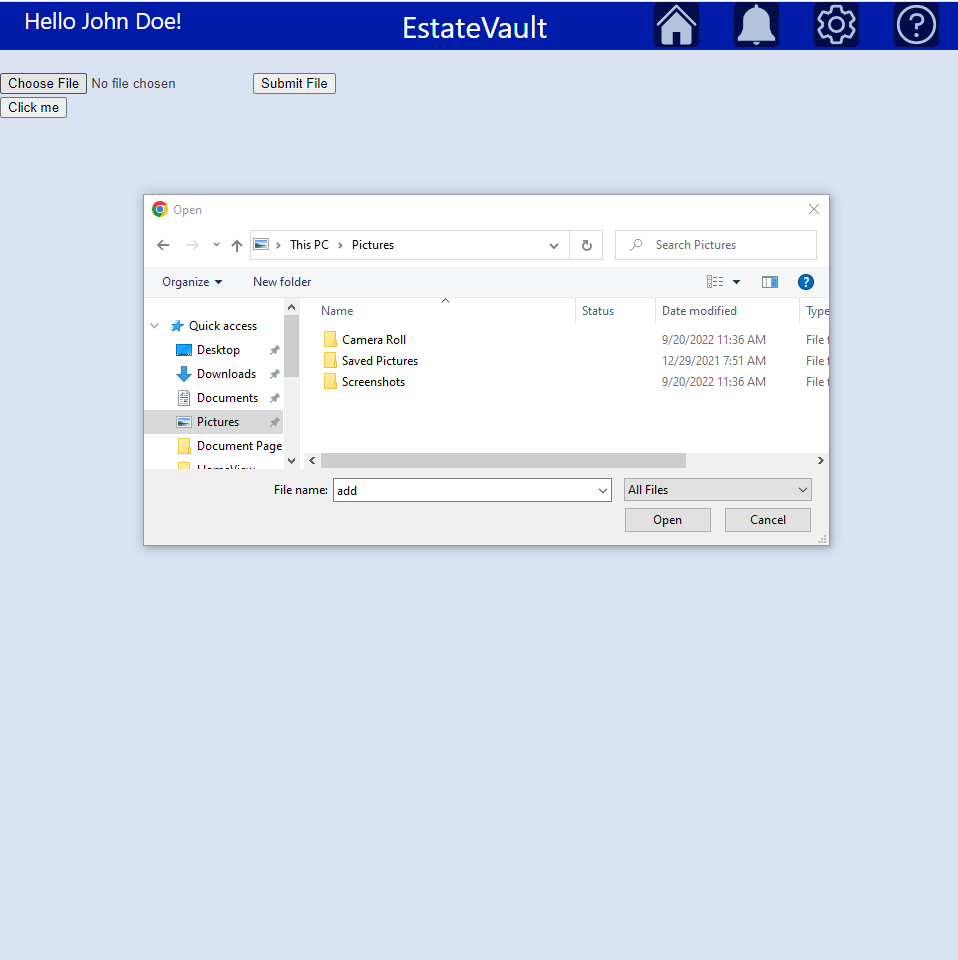 Hello John Doe!
EstateVault
Choose File No file chosen Submit File
Click me
Open
This PC Pictures Search Pictures
Organize New folder
Name Status Date modified Type
Quick access
Desktop
Downloads
Documents
Pictures
Document Page
HomeView
Camera Roll 9/20/2022 11:36 AM File f
Saved Pictures 12/29/2021 7:51 AM File f
Screenshots 9/20/2022 11:36 AM File f
File name: add All Files
Open Cancel